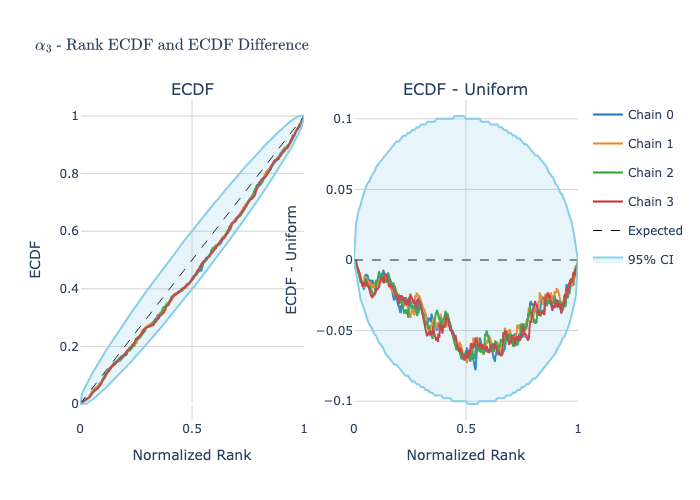 α₃ - Rank ECDF and ECDF Difference
ECDF
ECDF - Uniform
1
0.8
0.6
0.4
0.2
0
0
0.5
1
ECDF
Normalized Rank
0.1
0.05
0
−0.05
−0.1
0
0.5
1
ECDF - Uniform
Normalized Rank
Chain 0
Chain 1
Chain 2
Chain 3
Expected
95% CI